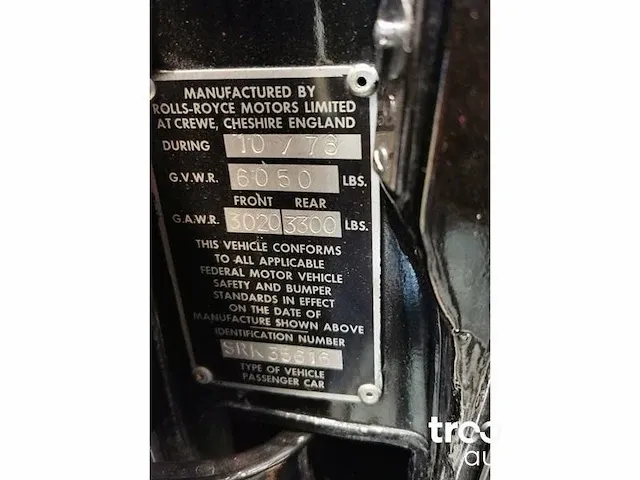 MANUFACTURED BY
ROLLS-ROYCE MOTORS LIMITED
AT CREWE, CHESHIRE ENGLAND
DURING 10 / 78
G.V.W.R. 6050 LBS.
FRONT REAR
G.A.W.R. 3020 3300 LBS.
THIS VEHICLE CONFORMS
TO ALL APPLICABLE
FEDERAL MOTOR VEHICLE
SAFETY AND BUMPER
STANDARDS IN EFFECT
ON THE DATE OF
MANUFACTURE SHOWN ABOVE
IDENTIFICATION NUMBER
TYPE OF VEHICLE
PASSENGER CAR